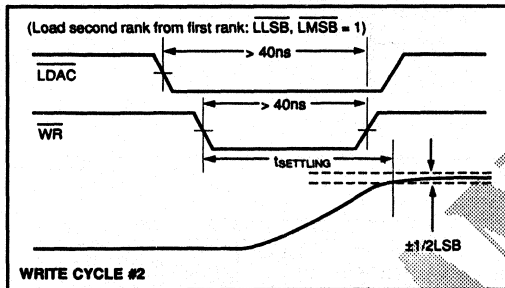 (Load second rank from first rank: LLSB, LMSB = 1)
> 40ns
LDAC
> 40ns
WR
tSETTLING
±1/2LSB
WRITE CYCLE #2